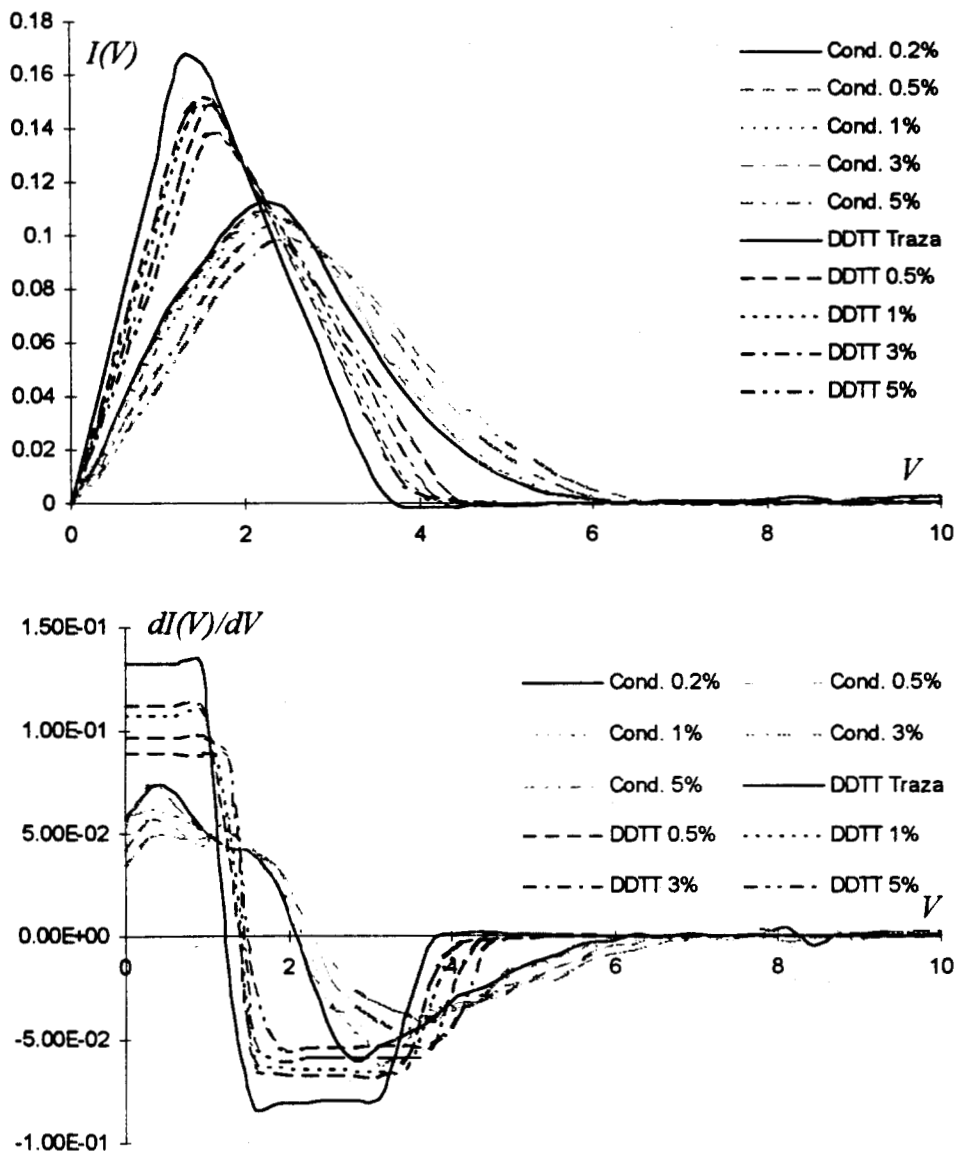 I(V)
0.18
0.16
0.14
0.12
0.1
0.08
0.06
0.04
0.02
0
0
2
4
6
8
10
V
Cond. 0.2%
Cond. 0.5%
Cond. 1%
Cond. 3%
Cond. 5%
DDTT Traza
DDTT 0.5%
DDTT 1%
DDTT 3%
DDTT 5%
dI(V)/dV
1.50E-01
1.00E-01
5.00E-02
0.00E+00
-5.00E-02
-1.00E-01
0
2
4
6
8
10
V
Cond. 0.2%
Cond. 0.5%
Cond. 1%
Cond. 3%
Cond. 5%
DDTT Traza
DDTT 0.5%
DDTT 1%
DDTT 3%
DDTT 5%